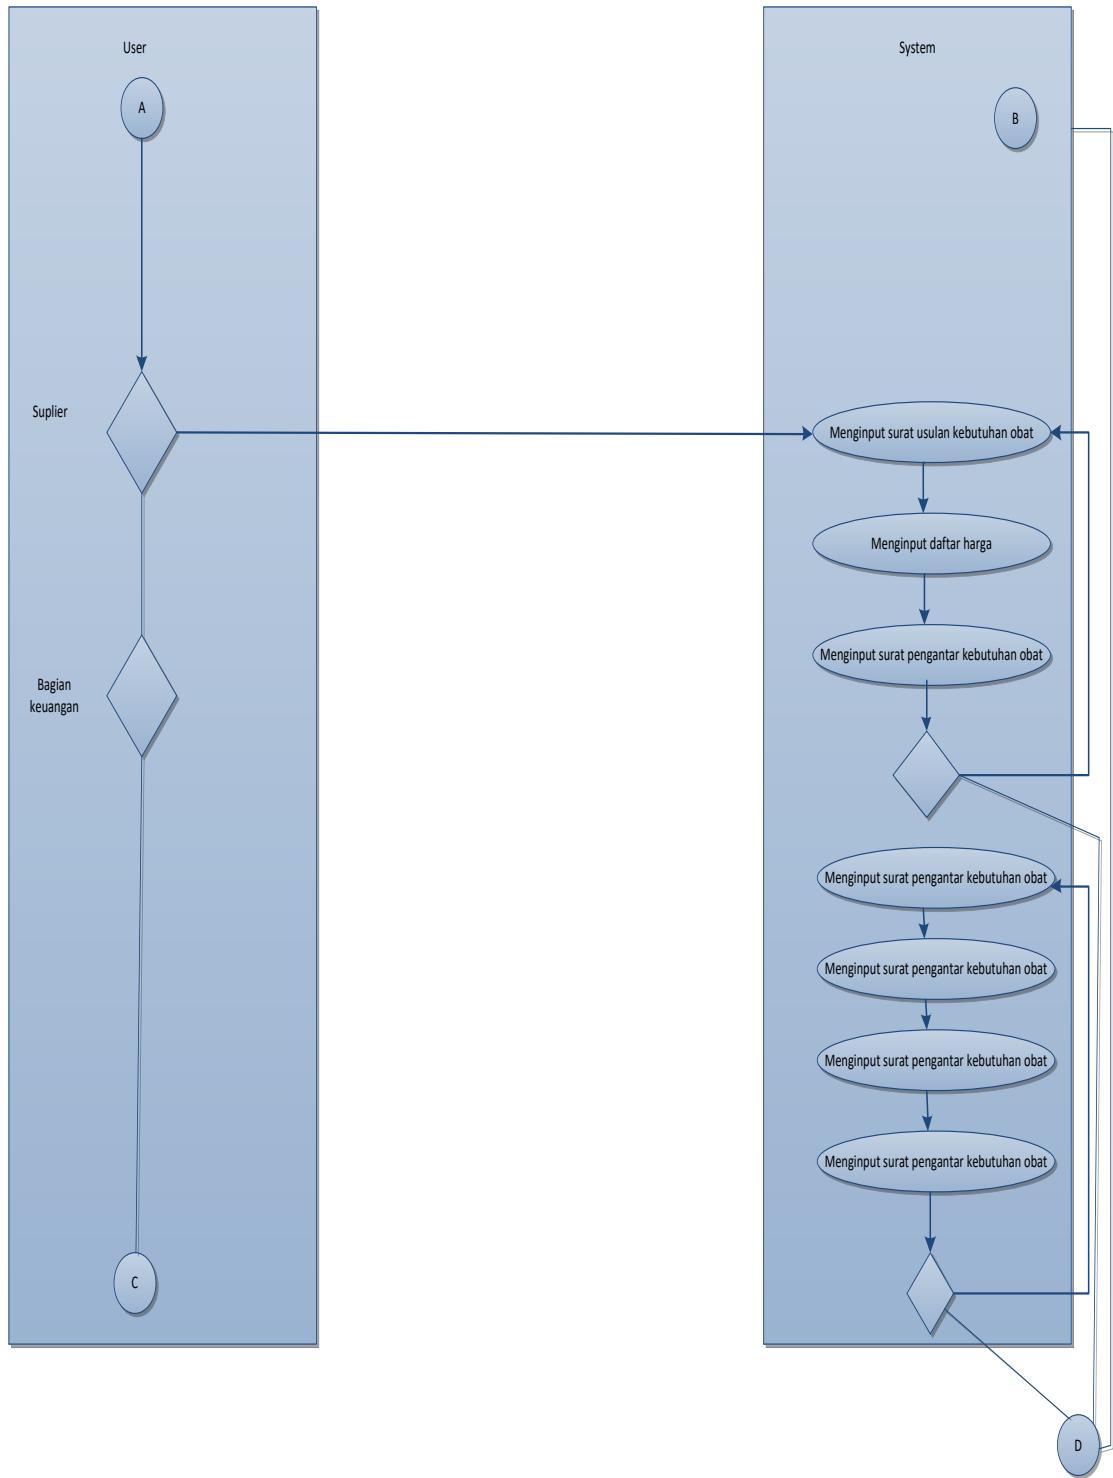 User
System
A
B
Suplier
Menginput surat usulan kebutuhan obat
Menginput daftar harga
Menginput surat pengantar kebutuhan obat
Bagian
keuangan
Menginput surat pengantar kebutuhan obat
Menginput surat pengantar kebutuhan obat
Menginput surat pengantar kebutuhan obat
Menginput surat pengantar kebutuhan obat
C
D